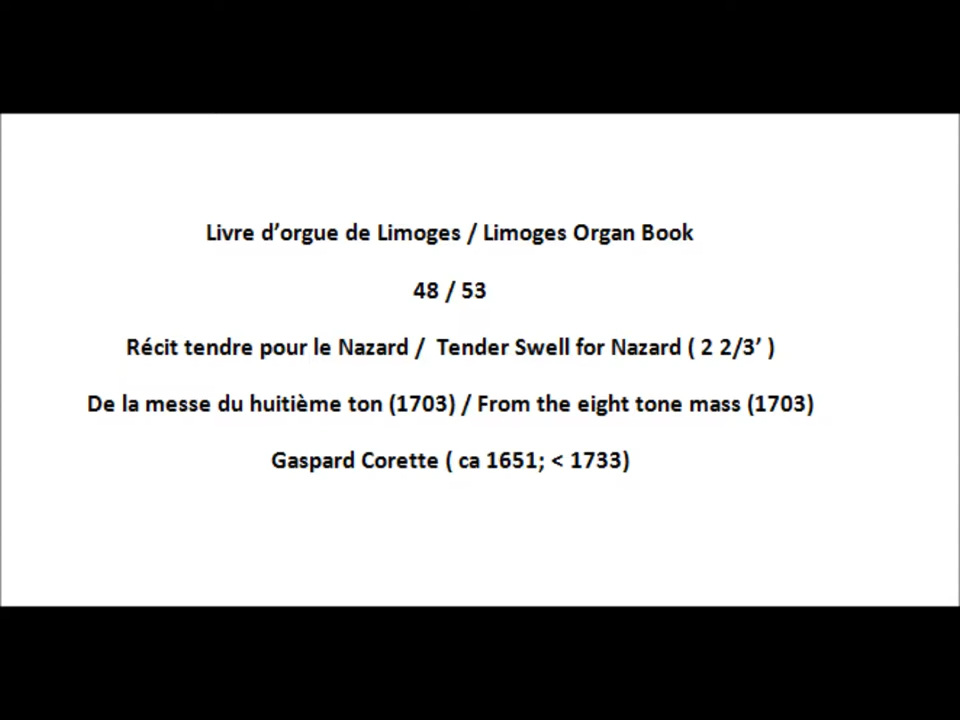 Livre d’orgue de Limoges / Limoges Organ Book
48 / 53
Récit tendre pour le Nazard /  Tender Swell for Nazard ( 2 2/3’ )
De la messe du huitième ton (1703) / From the eight tone mass (1703)
Gaspard Corette ( ca 1651; < 1733)